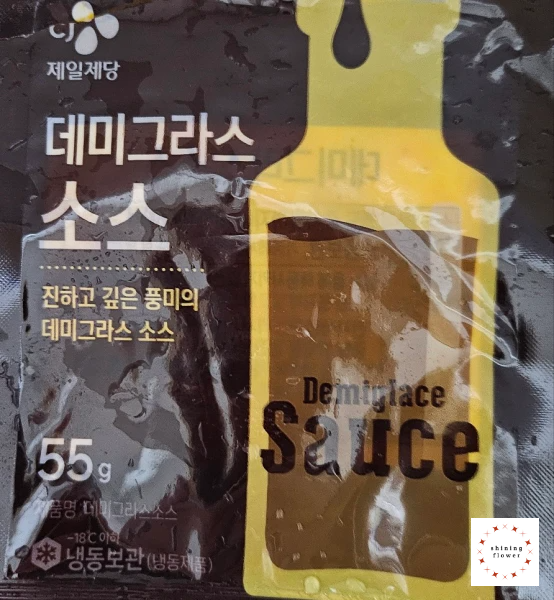 CJ
제일제당
데미그라스
소스
진하고 깊은 풍미의
데미그라스 소스
Demiglace
Sauce
55g
제품명 데미그라스소스
-18℃ 이하
냉동보관 (냉동제품)
shining
flower